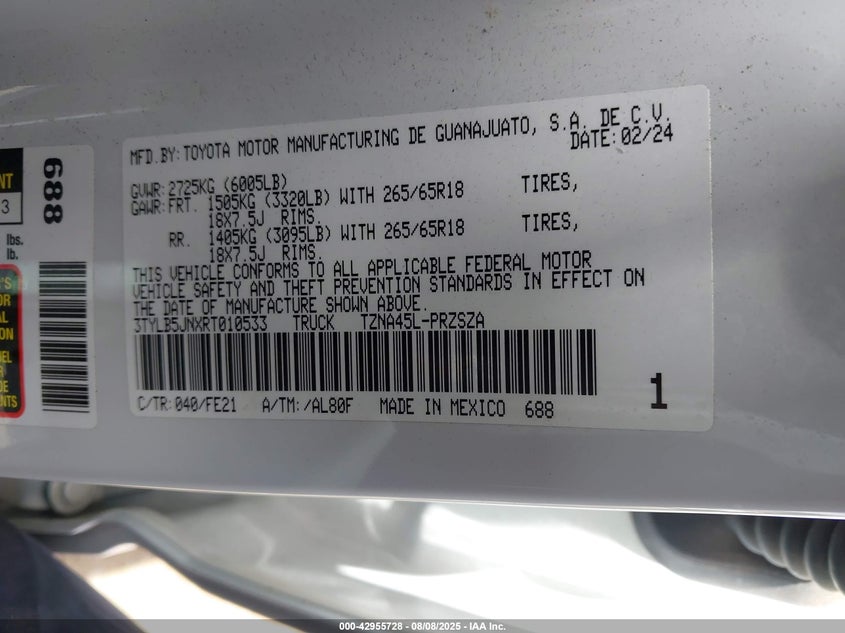 MFD.BY:TOYOTA MOTOR MANUFACTURING DE GUANAJUATO, S.A. DE C.V.
DATE:02/24
GVWR:2725KG (6005LB)
GAWR:FRT. 1505KG (3320LB) WITH 265/65R18 TIRES,
18X7.5J RIMS.
RR. 1405KG (3095LB) WITH 265/65R18 TIRES,
18X7.5J RIMS.
THIS VEHICLE CONFORMS TO ALL APPLICABLE FEDERAL MOTOR
VEHICLE SAFETY AND THEFT PREVENTION STANDARDS IN EFFECT ON
THE DATE OF MANUFACTURE SHOWN ABOVE.
3TYLB5JNXRT010533 TRUCK TZNA45L-PRZSZA
C/TR:040/FE21 A/TM:/AL80F MADE IN MEXICO 688
1
688
3
lbs.
lb.
000-42955728 - 08/08/2025 - IAA Inc.